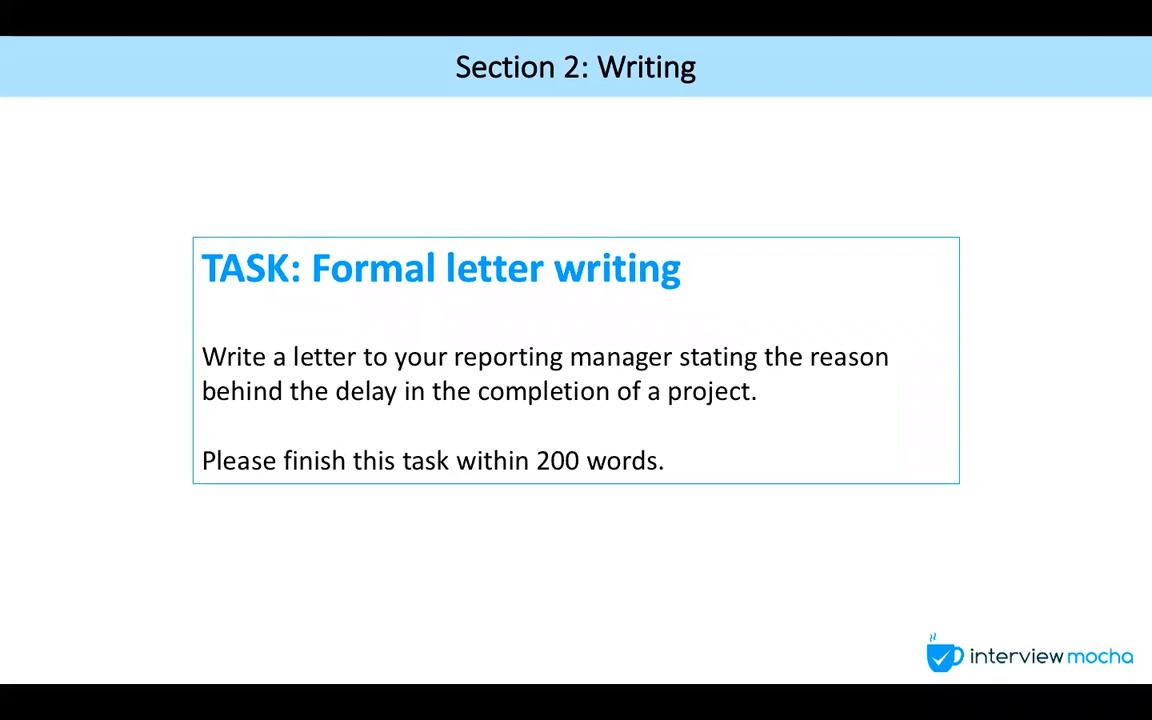 Section 2: Writing
TASK: Formal letter writing
Write a letter to your reporting manager stating the reason
behind the delay in the completion of a project.
Please finish this task within 200 words.
interview mocha